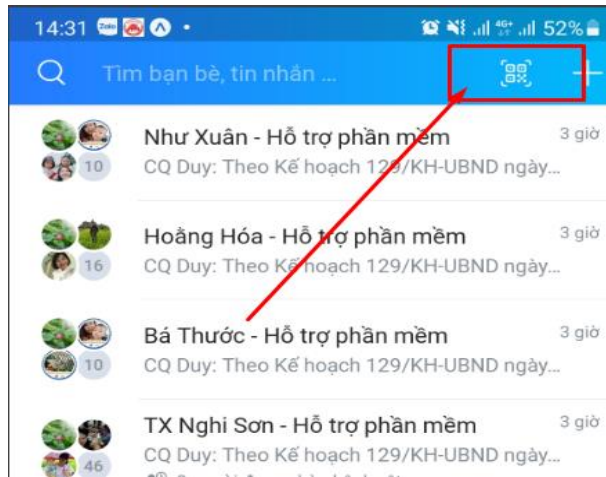 14:31 Zalo 4G+ 52%
Tìm bạn bè, tin nhắn ...
Như Xuân - Hỗ trợ phần mềm 3 giờ
10 CQ Duy: Theo Kế hoạch 129/KH-UBND ngày...
Hoằng Hóa - Hỗ trợ phần mềm 3 giờ
16 CQ Duy: Theo Kế hoạch 129/KH-UBND ngày...
Bá Thước - Hỗ trợ phần mềm 3 giờ
10 CQ Duy: Theo Kế hoạch 129/KH-UBND ngày...
TX Nghi Sơn - Hỗ trợ phần mềm 3 giờ
46 CQ Duy: Theo Kế hoạch 129/KH-UBND ngày...